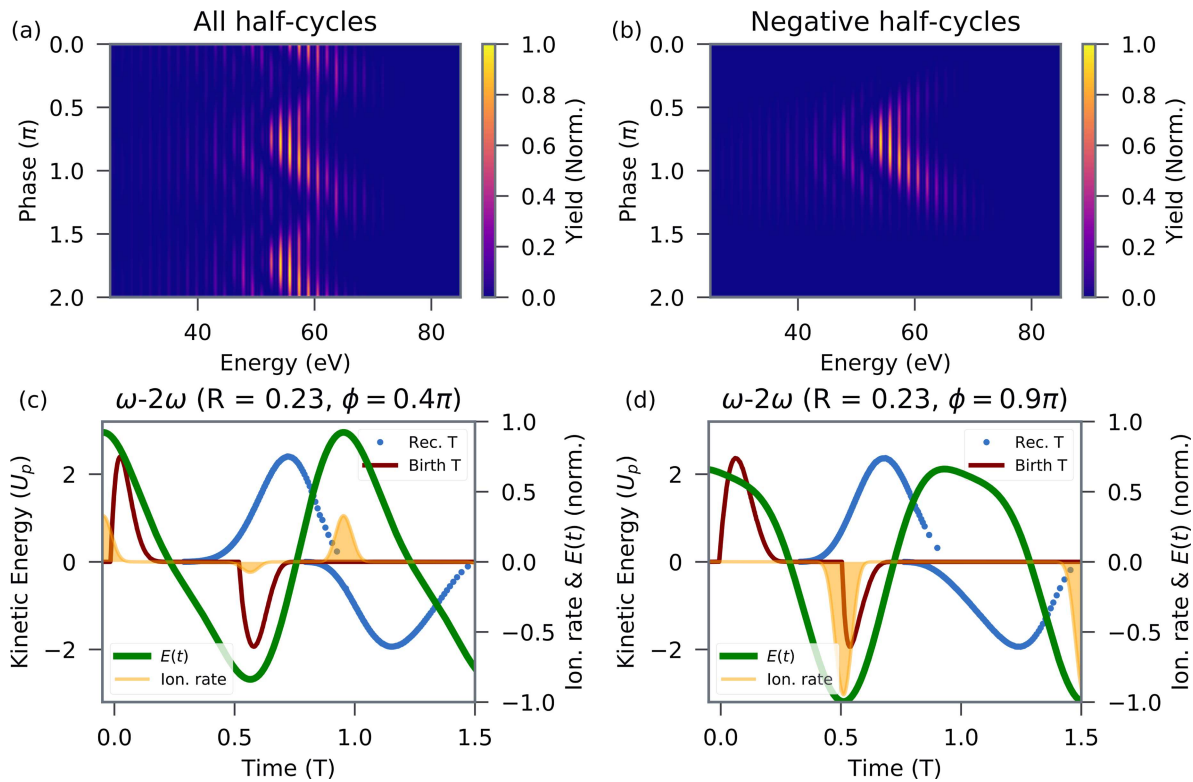 (a) All half-cycles
0.0
0.5
1.0
1.5
2.0
Phase (π)
40 60 80
Energy (eV)
1.0
0.8
0.6
0.4
0.2
0.0
Yield (Norm.)
(b) Negative half-cycles
0.0
0.5
1.0
1.5
2.0
Phase (π)
40 60 80
Energy (eV)
1.0
0.8
0.6
0.4
0.2
0.0
Yield (Norm.)
(c) ω-2ω (R = 0.23, ϕ = 0.4π)
Kinetic Energy (Uₚ)
2
0
−2
Rec. T
Birth T
E(t)
Ion. rate
1.0
0.5
0.0
−0.5
−1.0
Ion. rate & E(t) (norm.)
0.0 0.5 1.0 1.5
Time (T)
(d) ω-2ω (R = 0.23, ϕ = 0.9π)
Kinetic Energy (Uₚ)
2
0
−2
Rec. T
Birth T
E(t)
Ion. rate
1.0
0.5
0.0
−0.5
−1.0
Ion. rate & E(t) (norm.)
0.0 0.5 1.0 1.5
Time (T)